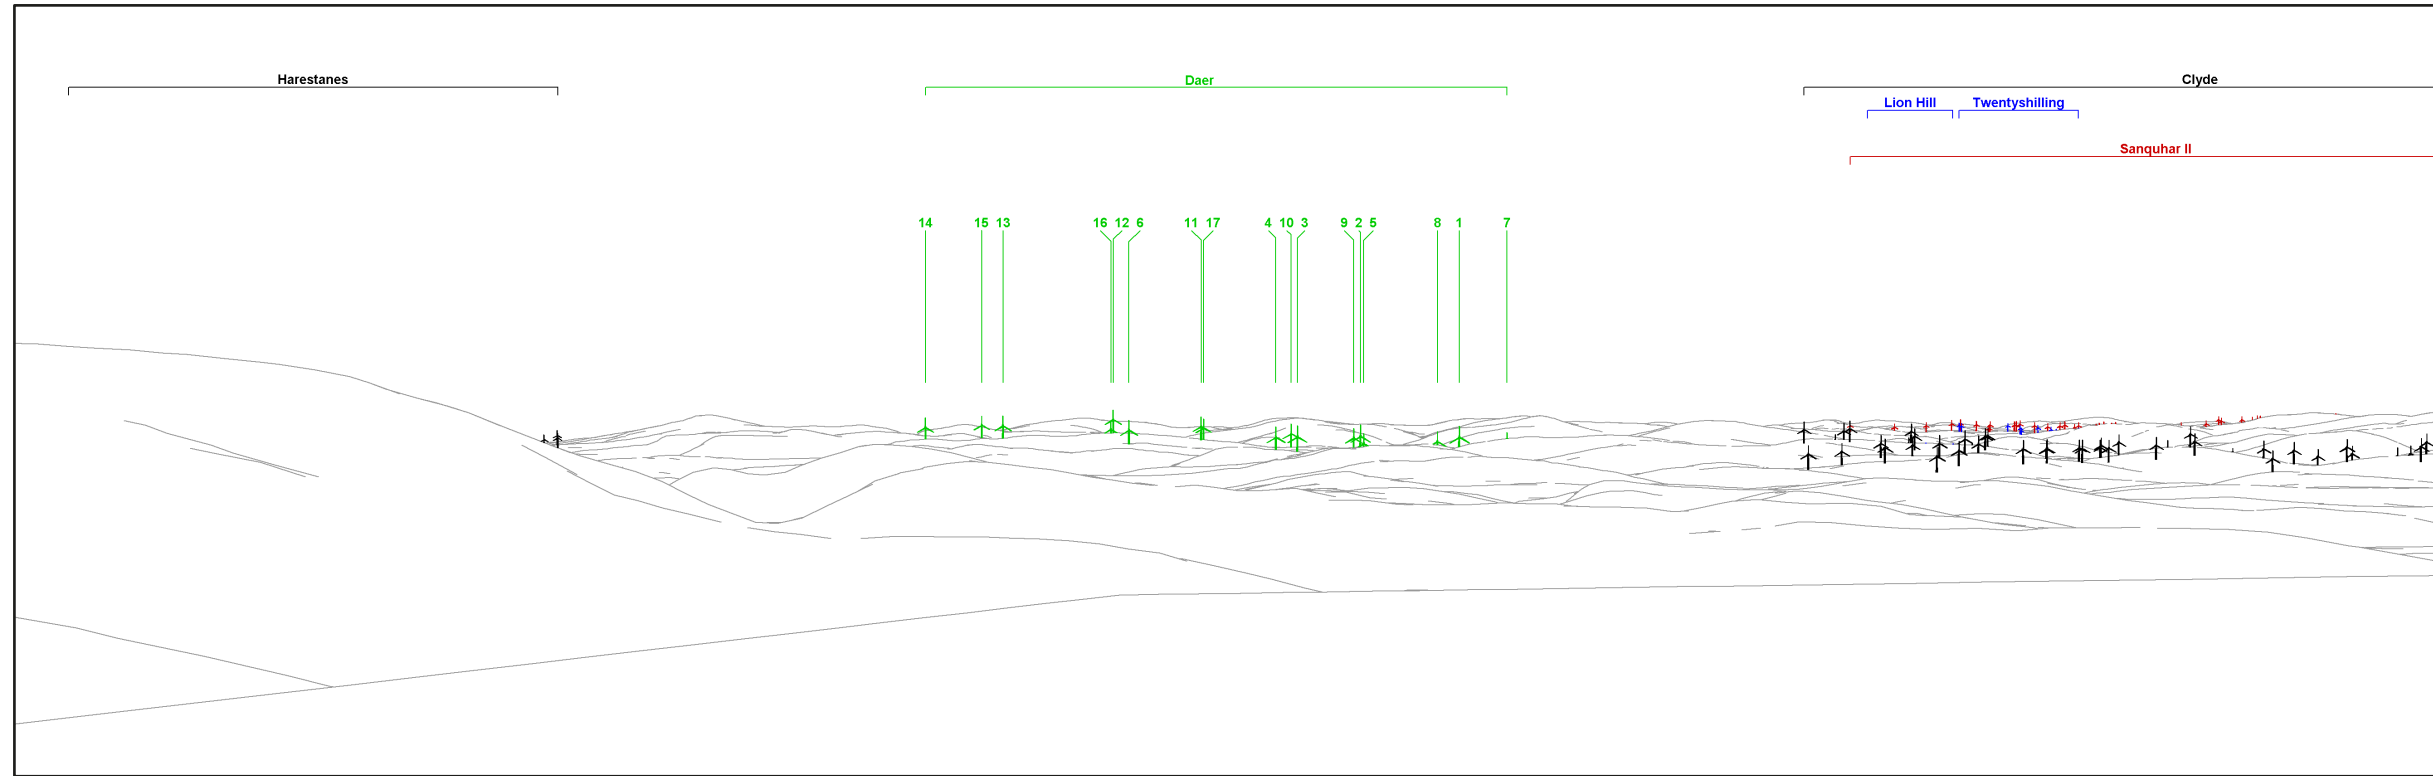 Harestanes Daer Clyde
Lion Hill Twentyshilling
Sanquhar II
14 15 13 16 12 6 11 17 4 10 3 9 2 5 8 1 7